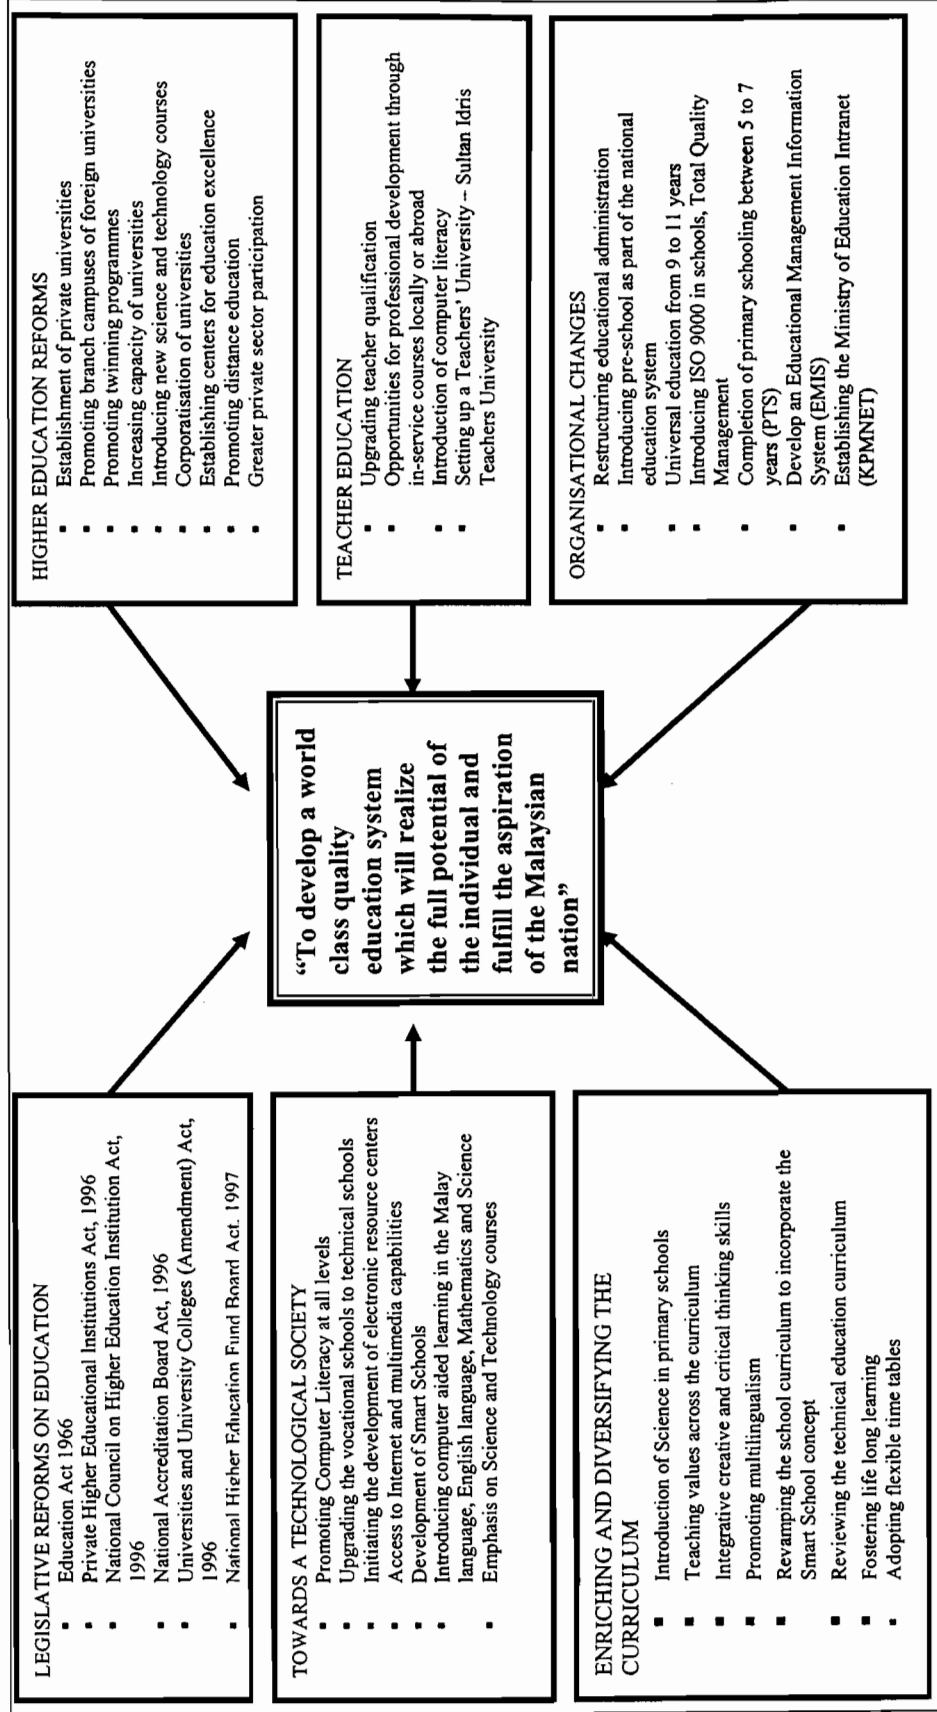 LEGISLATIVE REFORMS ON EDUCATION
▪ Education Act 1966
▪ Private Higher Educational Institutions Act, 1996
▪ National Council on Higher Education Institution Act,
1996
▪ National Accreditation Board Act, 1996
▪ Universities and University Colleges (Amendment) Act,
1996
▪ National Higher Education Fund Board Act. 1997
TOWARDS A TECHNOLOGICAL SOCIETY
▪ Promoting Computer Literacy at all levels
▪ Upgrading the vocational schools to technical schools
▪ Initiating the development of electronic resource centers
▪ Access to Internet and multimedia capabilities
▪ Development of Smart Schools
▪ Introducing computer aided learning in the Malay
language, English language, Mathematics and Science
▪ Emphasis on Science and Technology courses
ENRICHING AND DIVERSIFYING THE
CURRICULUM
▪ Introduction of Science in primary schools
▪ Teaching values across the curriculum
▪ Integrative creative and critical thinking skills
▪ Promoting multilingualism
▪ Revamping the school curriculum to incorporate the
Smart School concept
▪ Reviewing the technical education curriculum
▪ Fostering life long learning
▪ Adopting flexible time tables
“To develop a world
class quality
education system
which will realize
the full potential of
the individual and
fulfill the aspiration
of the Malaysian
nation”
HIGHER EDUCATION REFORMS
▪ Establishment of private universities
▪ Promoting branch campuses of foreign universities
▪ Promoting twinning programmes
▪ Increasing capacity of universities
▪ Introducing new science and technology courses
▪ Corporatisation of universities
▪ Establishing centers for education excellence
▪ Promoting distance education
▪ Greater private sector participation
TEACHER EDUCATION
▪ Upgrading teacher qualification
▪ Opportunities for professional development through
in-service courses locally or abroad
▪ Introduction of computer literacy
▪ Setting up a Teachers' University – Sultan Idris
Teachers University
ORGANISATIONAL CHANGES
▪ Restructuring educational administration
▪ Introducing pre-school as part of the national
education system
▪ Universal education from 9 to 11 years
▪ Introducing ISO 9000 in schools, Total Quality
Management
▪ Completion of primary schooling between 5 to 7
years (PTS)
▪ Develop an Educational Management Information
System (EMIS)
▪ Establishing the Ministry of Education Intranet
(KPMNET)